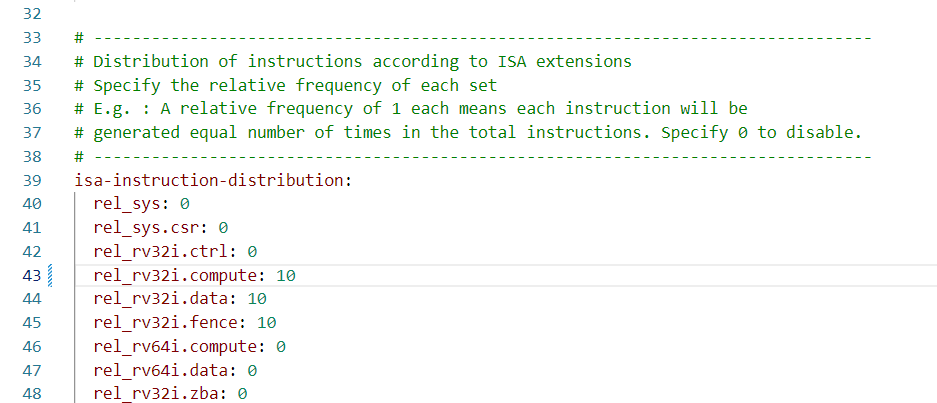 32
33 # ---------------------------------------------------------------------------------
34 # Distribution of instructions according to ISA extensions
35 # Specify the relative frequency of each set
36 # E.g. : A relative frequency of 1 each means each instruction will be
37 # generated equal number of times in the total instructions. Specify 0 to disable.
38 # ---------------------------------------------------------------------------------
39 isa-instruction-distribution:
40 rel_sys: 0
41 rel_sys.csr: 0
42 rel_rv32i.ctrl: 0
43 rel_rv32i.compute: 10
44 rel_rv32i.data: 10
45 rel_rv32i.fence: 10
46 rel_rv64i.compute: 0
47 rel_rv64i.data: 0
48 rel_rv32i.zba: 0